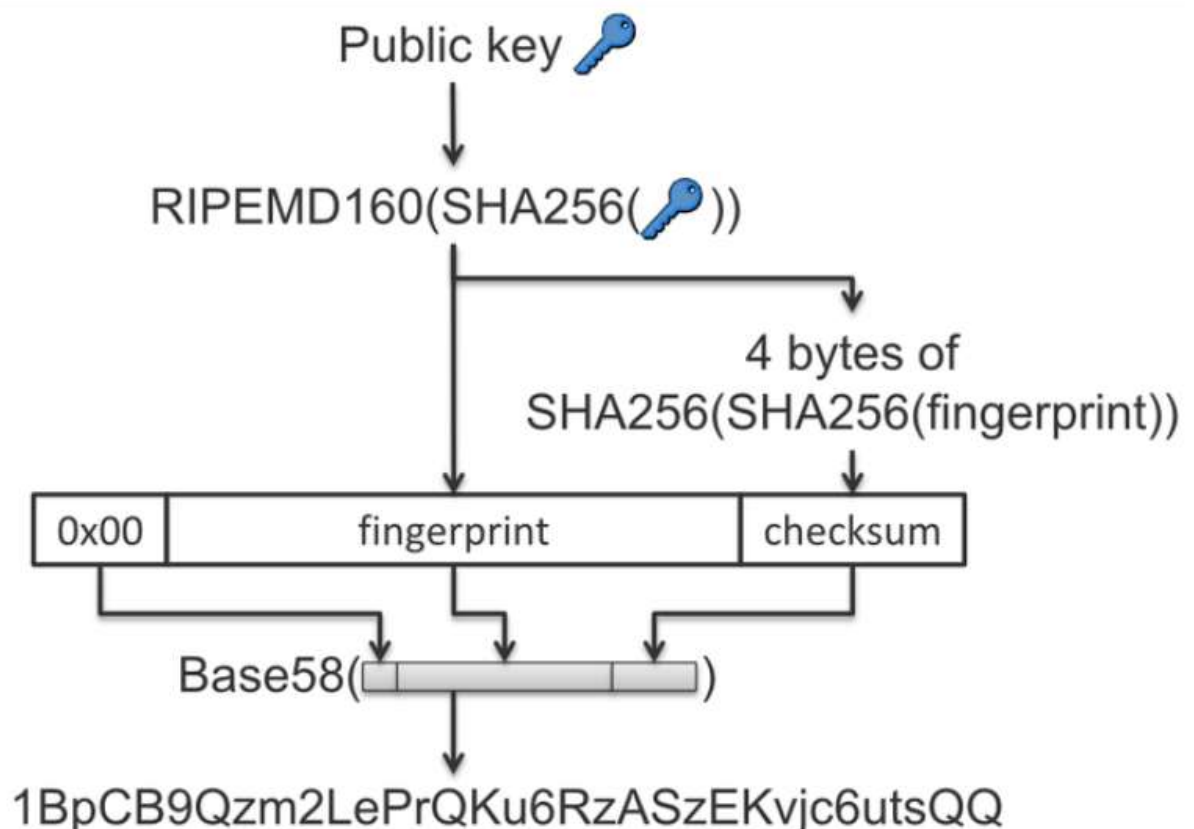 Public key
RIPEMD160(SHA256( ))
4 bytes of
SHA256(SHA256(fingerprint))
0x00 fingerprint checksum
Base58( )
1BpCB9Qzm2LePrQKu6RzASzEKvjc6utsQQ